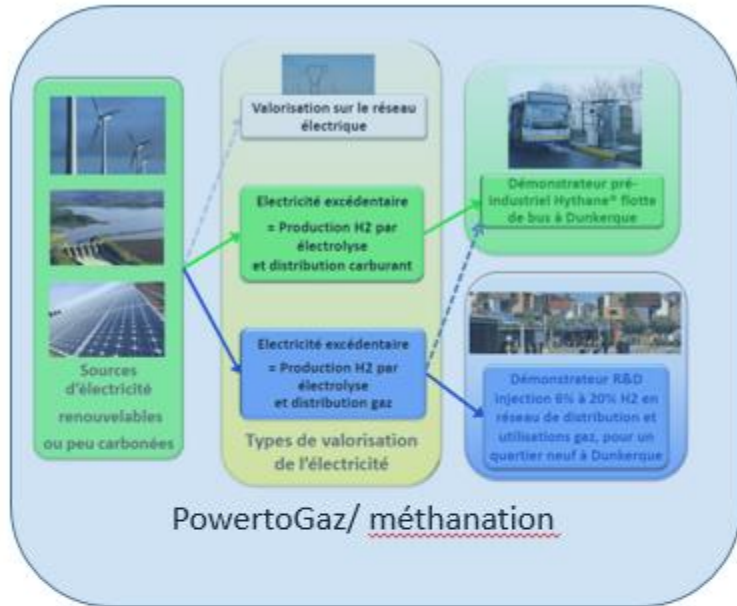 Sources
d'électricité
renouvelables
ou peu carbonées
Valorisation sur le réseau
électrique
Electricité excédentaire
= Production H2 par
électrolyse
et distribution carburant
Electricité excédentaire
= Production H2 par
électrolyse
et distribution gaz
Types de valorisation
de l'électricité
Démonstrateur pré-
industriel Hythane® flotte
de bus à Dunkerque
Démonstrateur R&D
injection 6% à 20% H2 en
réseau de distribution et
utilisations gaz, pour un
quartier neuf à Dunkerque
PowertoGaz/ méthanation